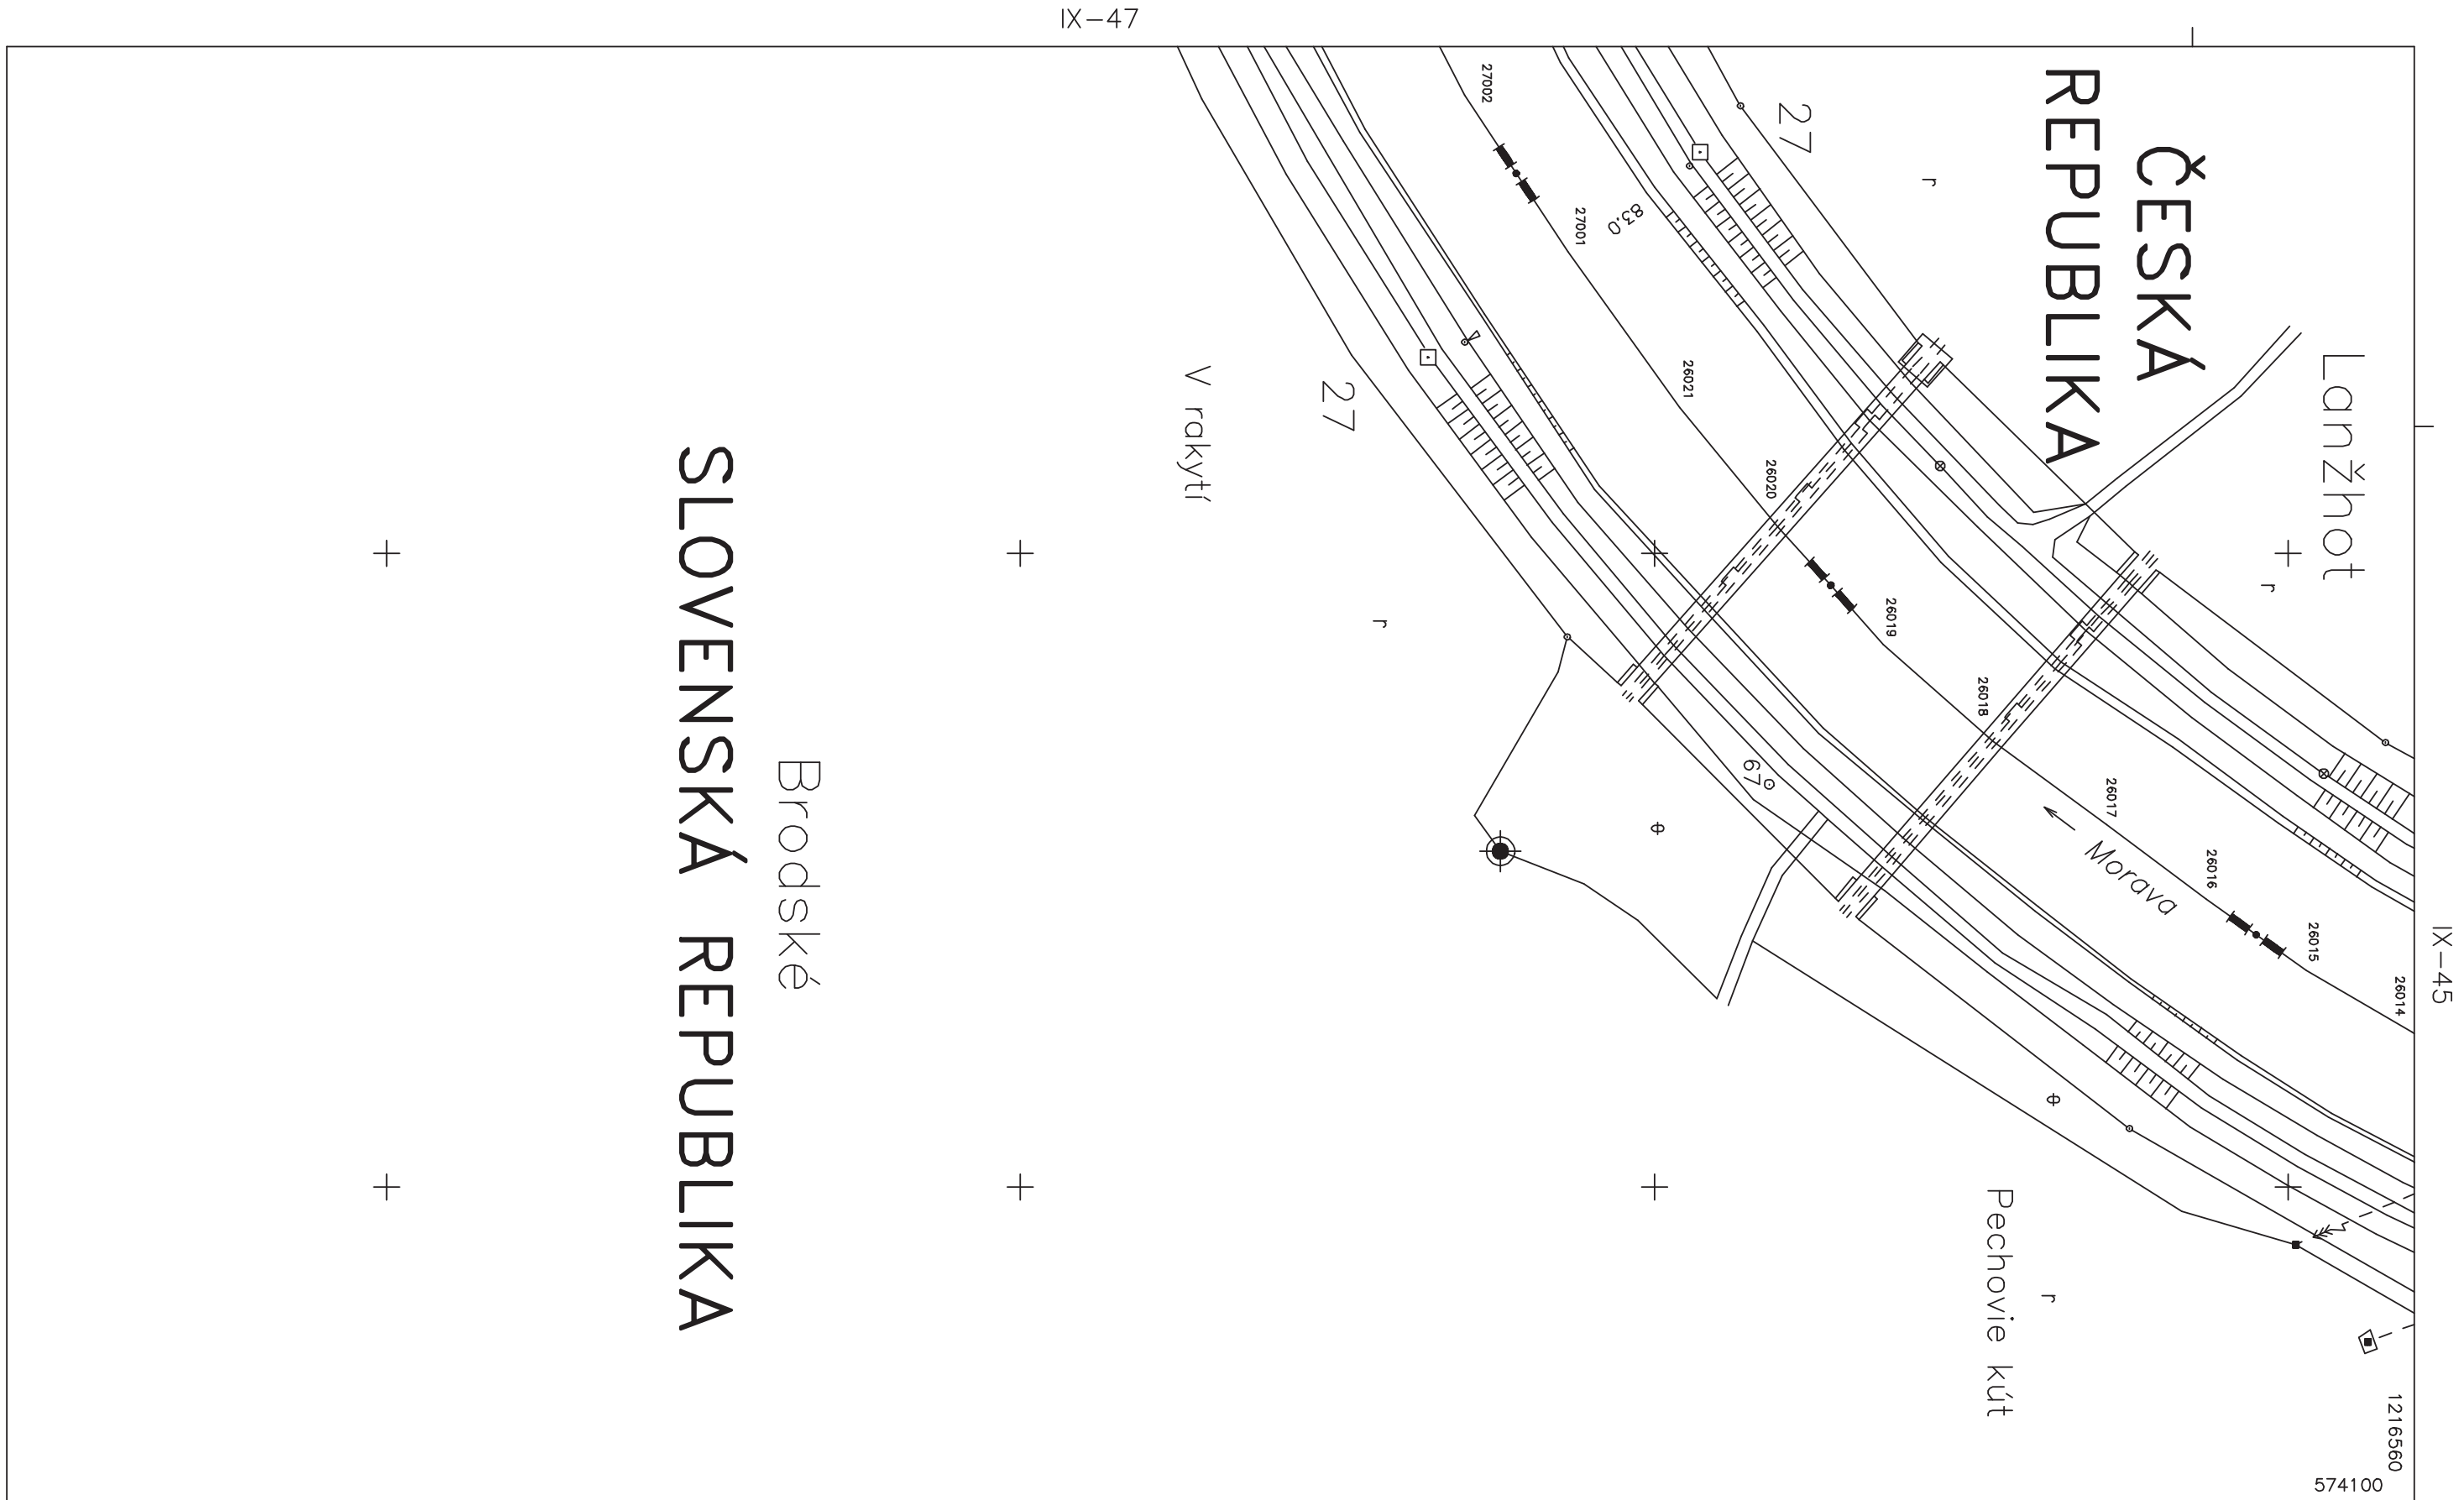 IX-47
ČESKÁ
REPUBLIKA
Lanžhot
27
r
r
83.0
27002
27001
26021
26020
26019
26018
26017
26016
26015
26014
Morava
IX-45
27
V rakytí
r
67
SLOVENSKÁ REPUBLIKA
Brodské
Pechovie kút
r
1216560
574100